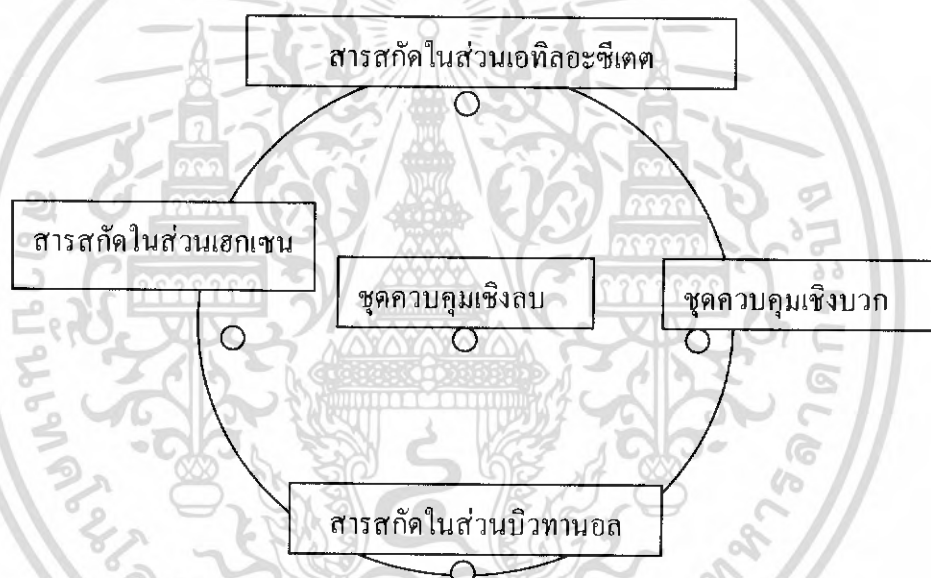 สารสกัดในส่วนเอทิลอะซีเตต
สารสกัดในส่วนเฮกเซน
ชุดควบคุมเชิงลบ
ชุดควบคุมเชิงบวก
สารสกัดในส่วนบิวทานอล